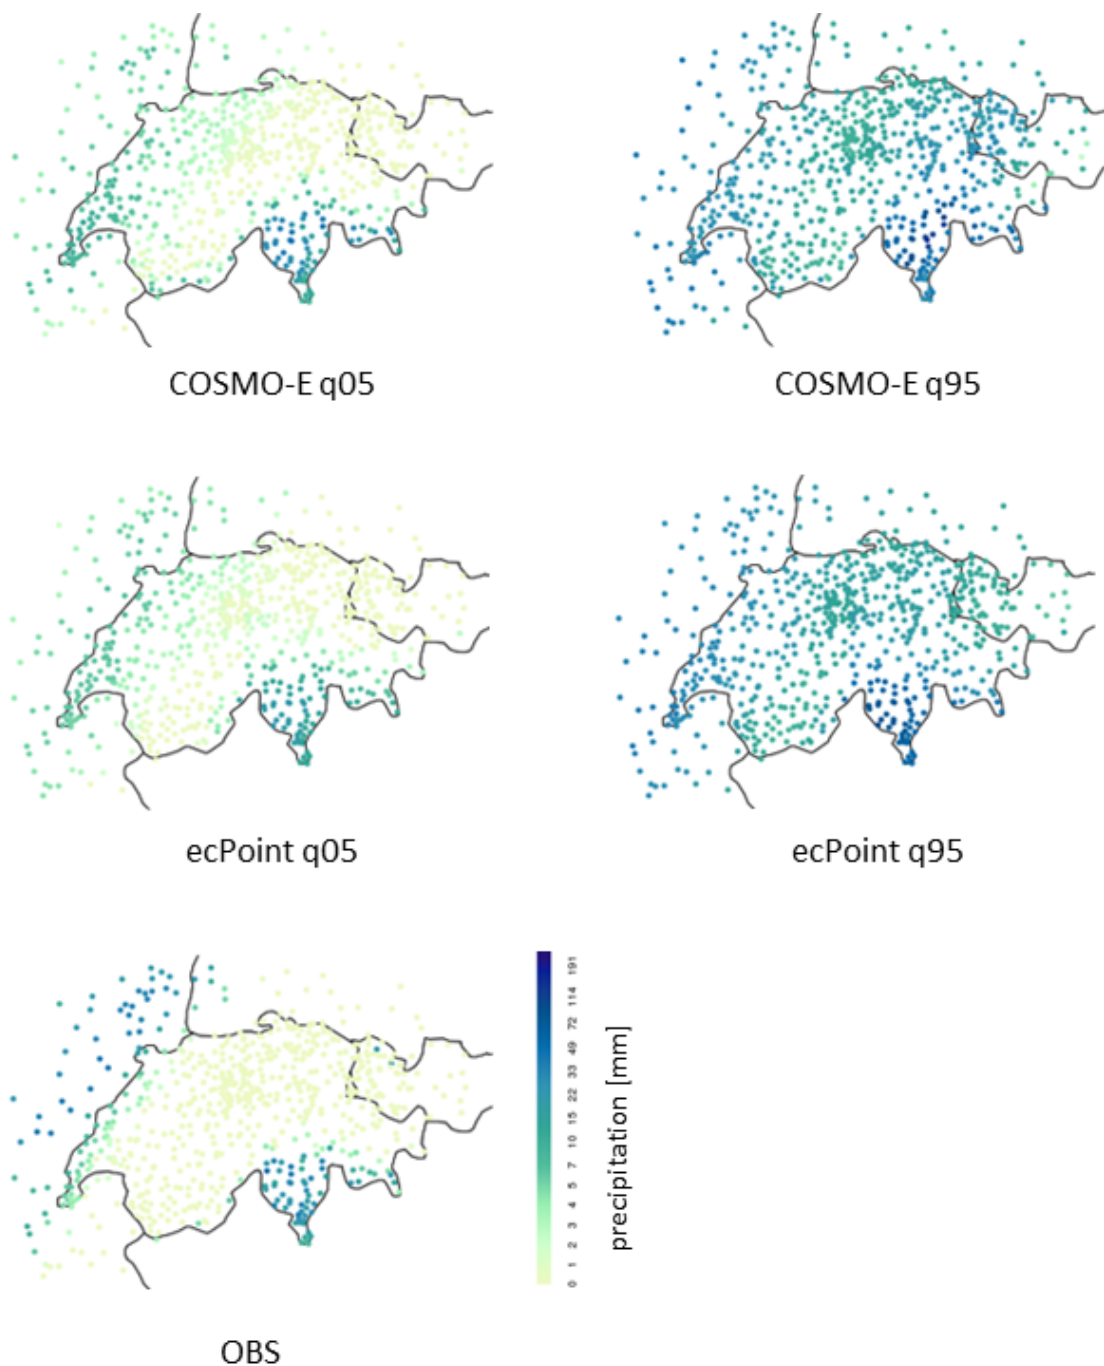 COSMO-E q05
COSMO-E q95
ecPoint q05
ecPoint q95
191
114
72
49
33
22
15
10
7
5
4
3
2
1
0
precipitation [mm]
OBS